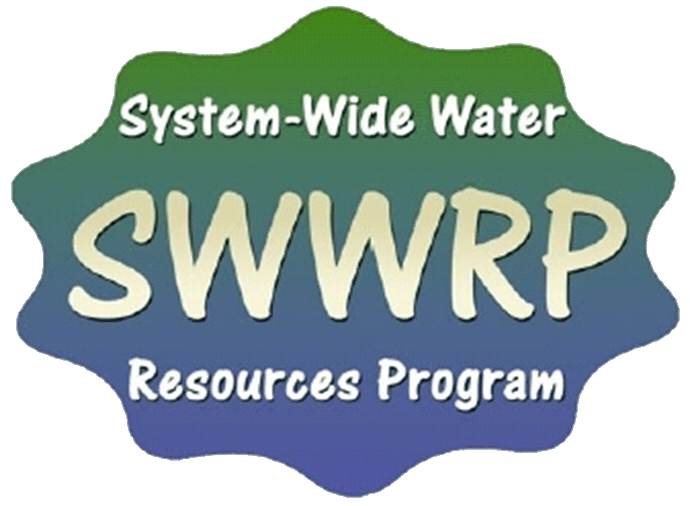 System-Wide Water
SWWRP
Resources Program